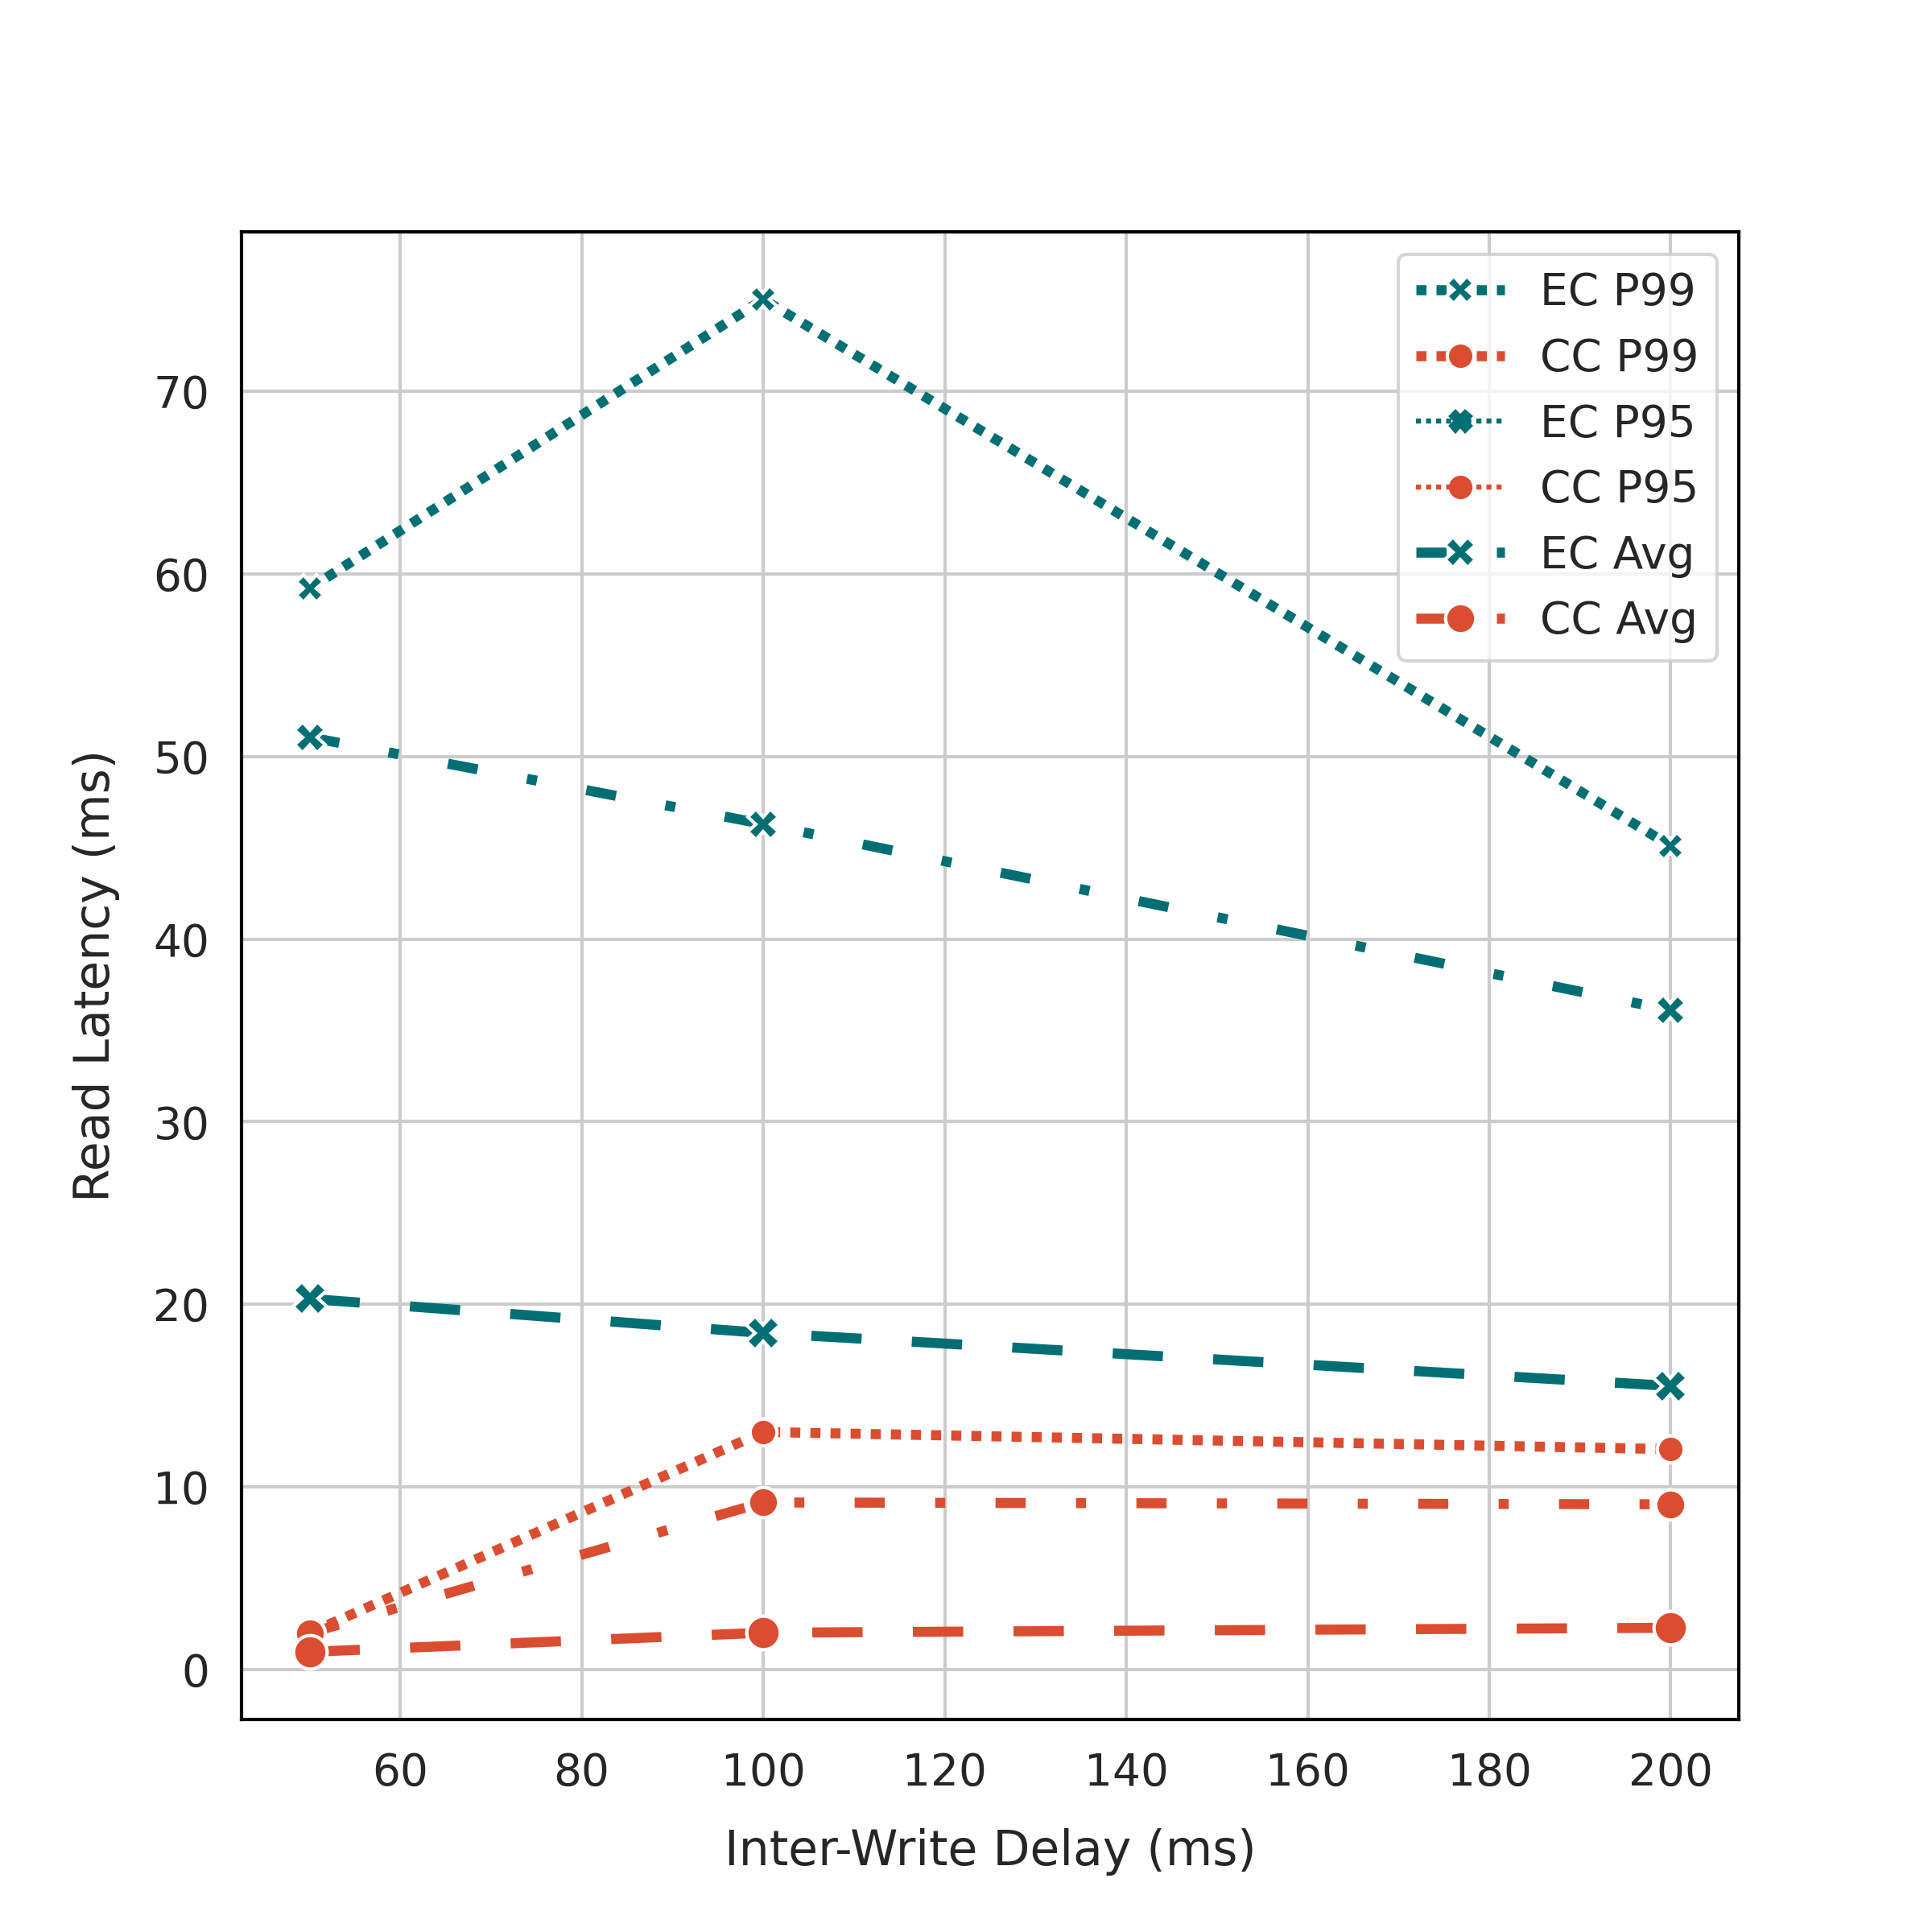 EC P99
CC P99
EC P95
CC P95
EC Avg
CC Avg
70
60
50
40
30
20
10
0
Read Latency (ms)
60 80 100 120 140 160 180 200
Inter-Write Delay (ms)